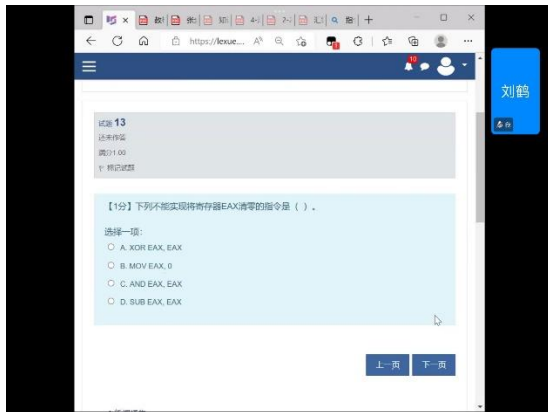 https://lexue...
10
刘鹤
试题 13
还未作答
满分1.00
标记试题
【1分】下列不能实现将寄存器EAX清零的指令是（ ）。
选择一项：
A. XOR EAX, EAX
B. MOV EAX, 0
C. AND EAX, EAX
D. SUB EAX, EAX
上一页
下一页